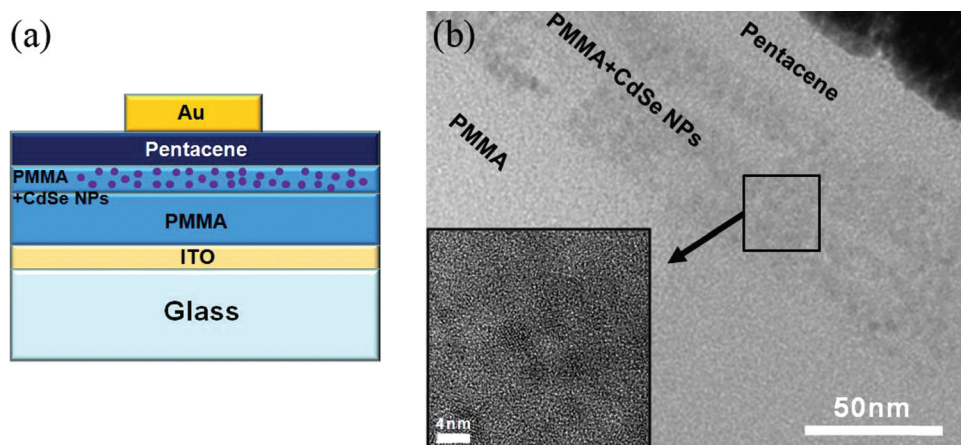 (a)
Au
Pentacene
PMMA
+CdSe NPs
PMMA
ITO
Glass
(b)
Pentacene
PMMA+CdSe NPs
PMMA
4nm
50nm